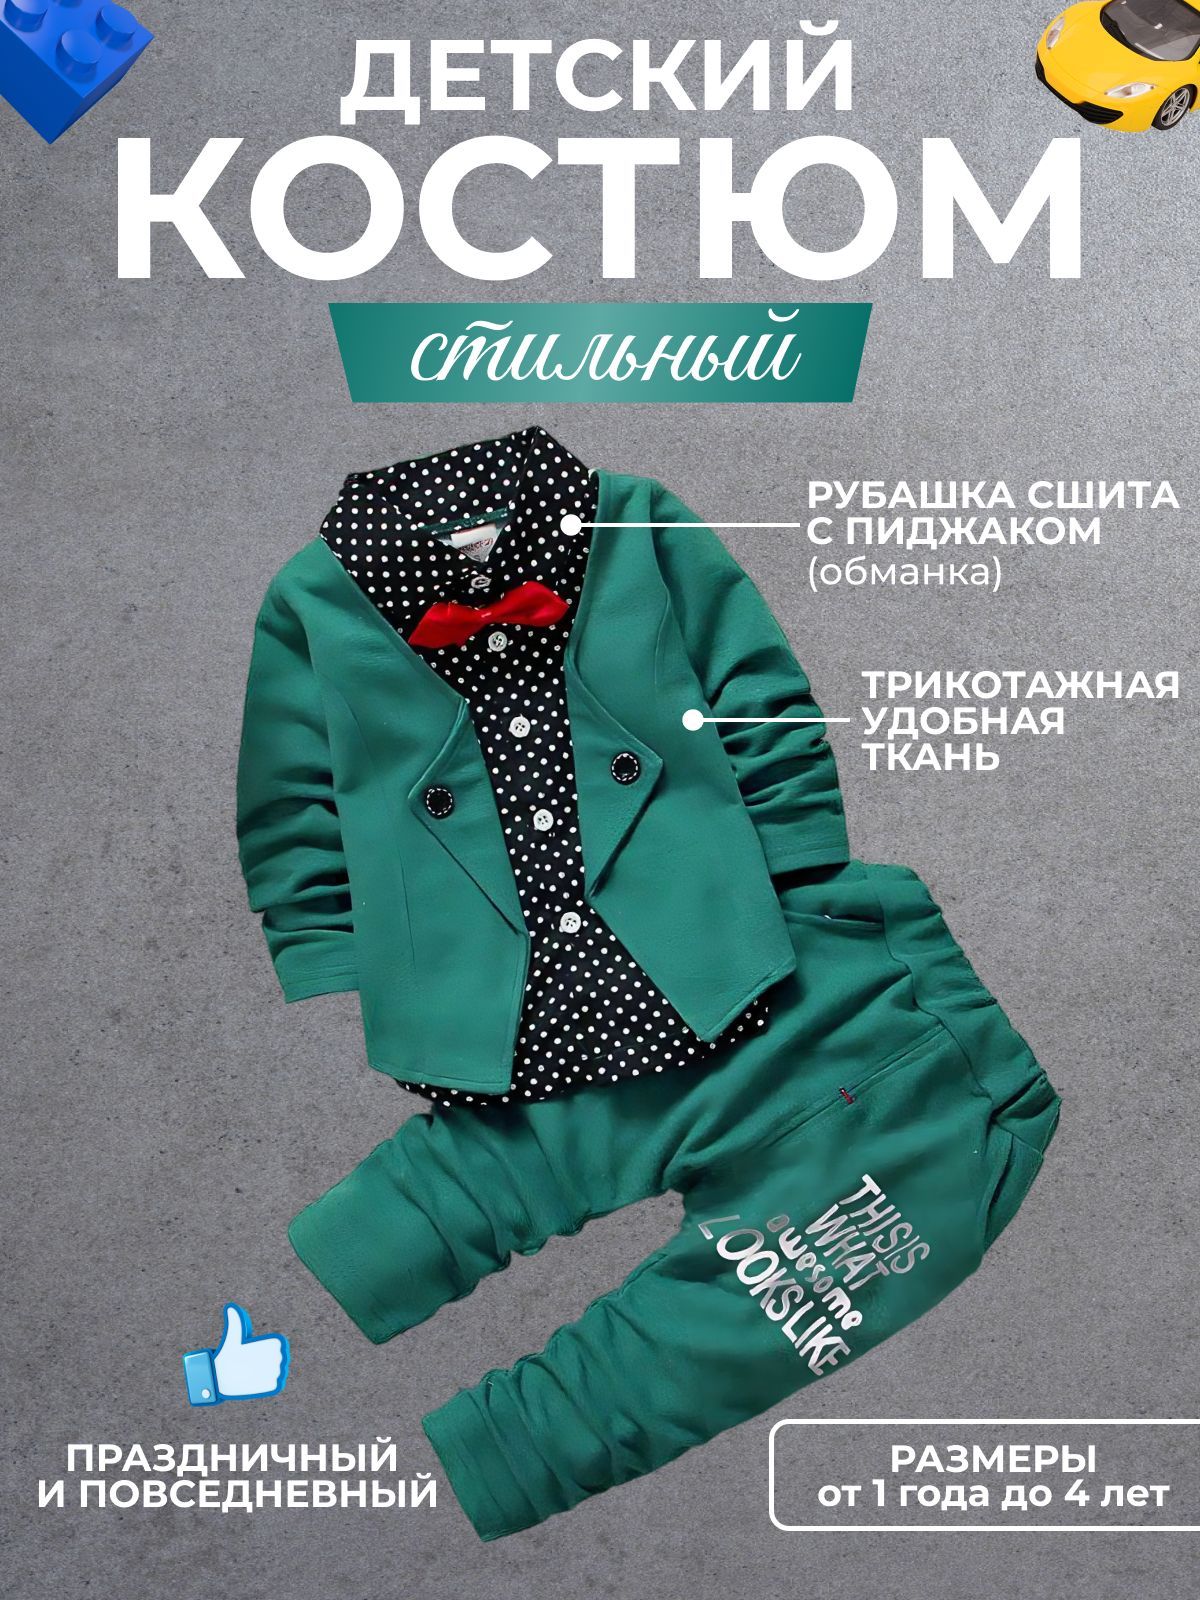 ДЕТСКИЙ
КОСТЮМ
стильный
РУБАШКА СШИТА
С ПИДЖАКОМ
(обманка)
ТРИКОТАЖНАЯ
УДОБНАЯ
ТКАНЬ
THIS IS
WHAT
awesome
LOOKS LIKE
ПРАЗДНИЧНЫЙ
И ПОВСЕДНЕВНЫЙ
РАЗМЕРЫ
от 1 года до 4 лет